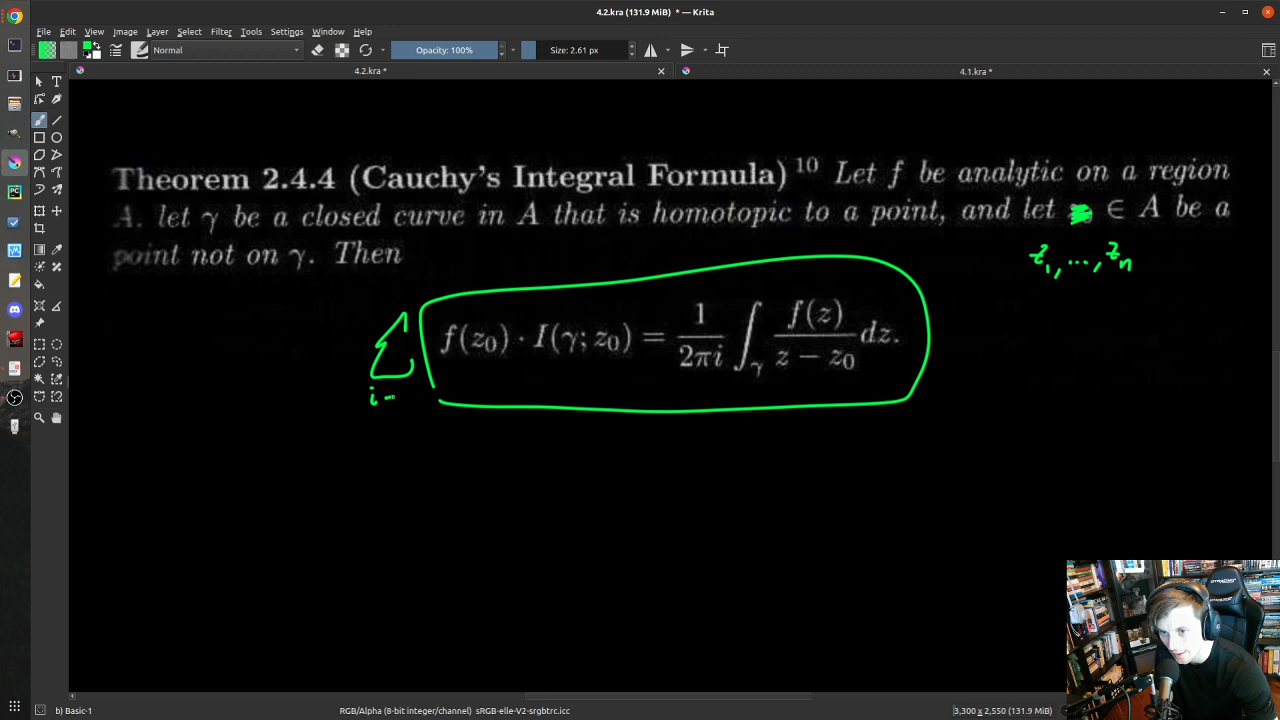 4.2.kra (131.9 MiB) * — Krita
File Edit View Image Layer Select Filter Tools Settings Window Help
Normal Opacity: 100% Size: 2.61 px
4.2.kra * 4.1.kra *
Theorem 2.4.4 (Cauchy's Integral Formula) 10 Let f be analytic on a region
A. let γ be a closed curve in A that is homotopic to a point, and let ∈ A be a
point not on γ. Then
z₁, ..., zₙ
Σ f(z₀) · I(γ; z₀) = 1/2πi ∫γ f(z)/z − z₀ dz.
i -
b) Basic-1 RGB/Alpha (8-bit integer/channel) sRGB-elle-V2-srgbtrc.icc 3,300 x 2,550 (131.9 MiB)